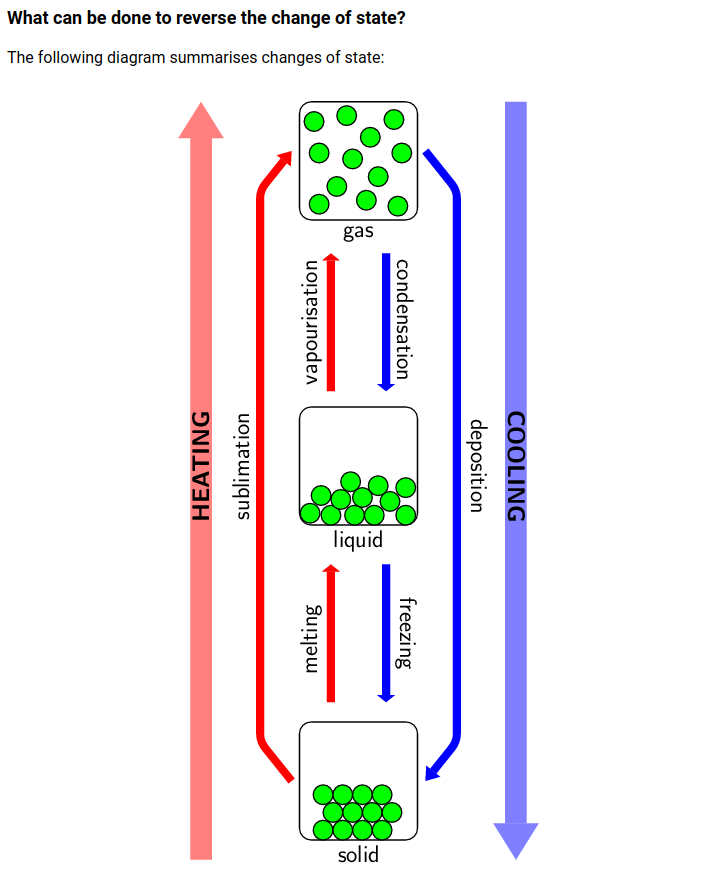 What can be done to reverse the change of state?
The following diagram summarises changes of state:
gas
vapourisation
condensation
HEATING
sublimation
deposition
COOLING
liquid
melting
freezing
solid